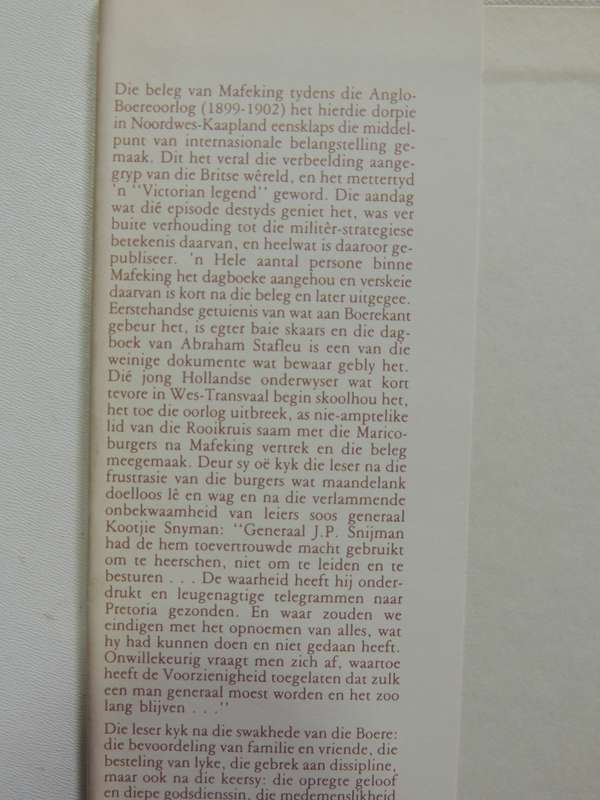 Die beleg van Mafeking tydens die Anglo-
Boereoorlog (1899-1902) het hierdie dorpie
in Noordwes-Kaapland eensklaps die middel-
punt van internasionale belangstelling ge-
maak. Dit het veral die verbeelding aange-
gryp van die Britse wêreld, en het mettertyd
'n "Victorian legend" geword. Die aandag
wat dié episode destyds geniet het, was ver
buite verhouding tot die militêr-strategiese
betekenis daarvan, en heelwat is daaroor ge-
publiseer. 'n Hele aantal persone binne
Mafeking het dagboeke aangehou en verskeie
daarvan is kort na die beleg en later uitgegee.
Eerstehandse getuienis van wat aan Boerekant
gebeur het, is egter baie skaars en die dag-
boek van Abraham Stafleu is een van die
weinige dokumente wat bewaar gebly het.
Dié jong Hollandse onderwyser wat kort
tevore in Wes-Transvaal begin skoolhou het,
het toe die oorlog uitbreek, as nie-amptelike
lid van die Rooikruis saam met die Marico-
burgers na Mafeking vertrek en die beleg
meegemaak. Deur sy oë kyk die leser na die
frustrasie van die burgers wat maandelank
doelloos lê en wag en na die verlammende
onbekwaamheid van leiers soos generaal
Kootjie Snyman: "Generaal J.P. Snijman
had de hem toevertrouwde macht gebruikt
om te heerschen, niet om te leiden en te
besturen . . . De waarheid heeft hij onder-
drukt en leugenagtige telegrammen naar
Pretoria gezonden. En waar zouden we
eindigen met het opnoemen van alles, wat
hy had kunnen doen en niet gedaan heeft.
Onwillekeurig vraagt men zich af, waartoe
heeft de Voorzienigheid toegelaten dat zulk
een man generaal moest worden en het zoo
lang blijven . . ."
Die leser kyk na die swakhede van die Boere:
die bevoordeling van familie en vriende, die
besteling van lyke, die gebrek aan dissipline,
maar ook na die keersy: die opregte geloof
en diepe godsdienssin, die medemenslikheid